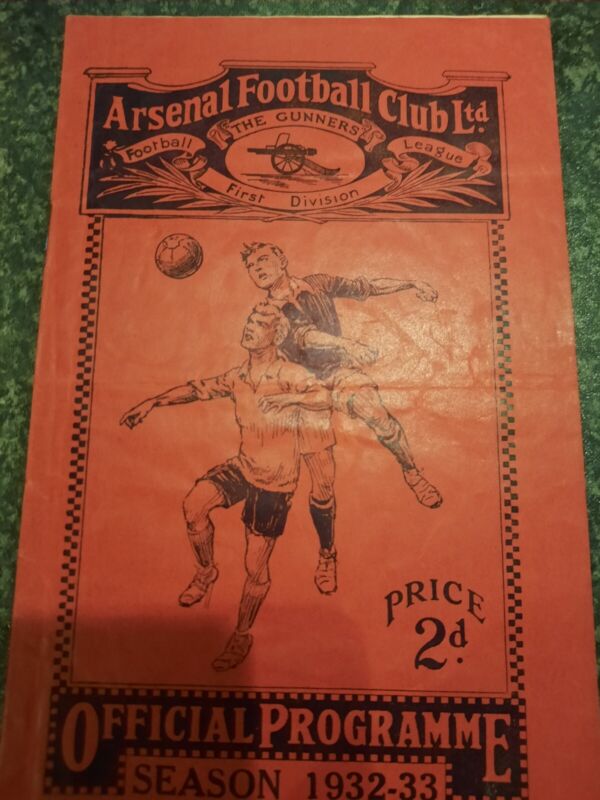 Arsenal Football Club Ltd.
THE GUNNERS
Football League
First Division
PRICE
2d.
OFFICIAL PROGRAMME
SEASON 1932-33